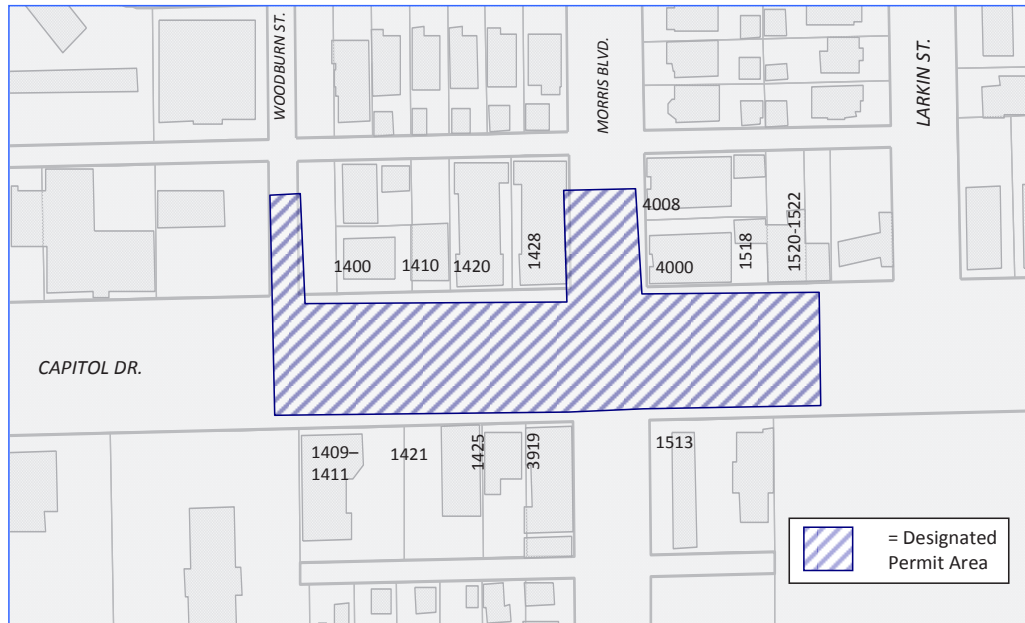 WOODBURN ST.
MORRIS BLVD.
LARKIN ST.
4008
1518
1520-1522
1400
1410
1420
1428
4000
CAPITOL DR.
1409–
1411
1421
1425
3919
1513
= Designated
Permit Area